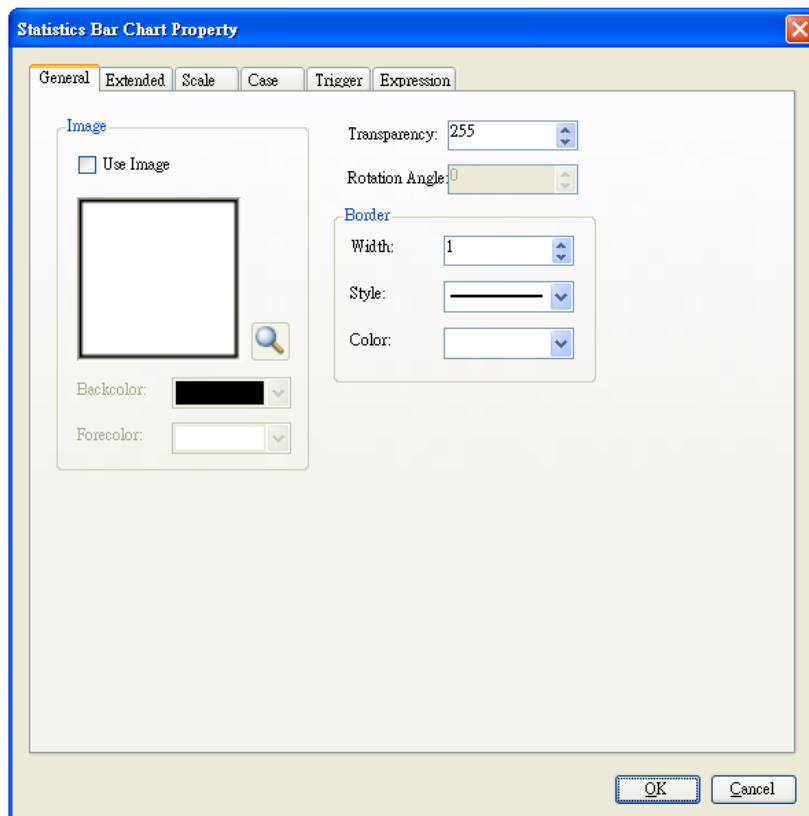 Statistics Bar Chart Property
General Extended Scale Case Trigger Expression
Image
Use Image
Backcolor:
Forecolor:
Transparency: 255
Rotation Angle: 0
Border
Width: 1
Style:
Color:
OK Cancel